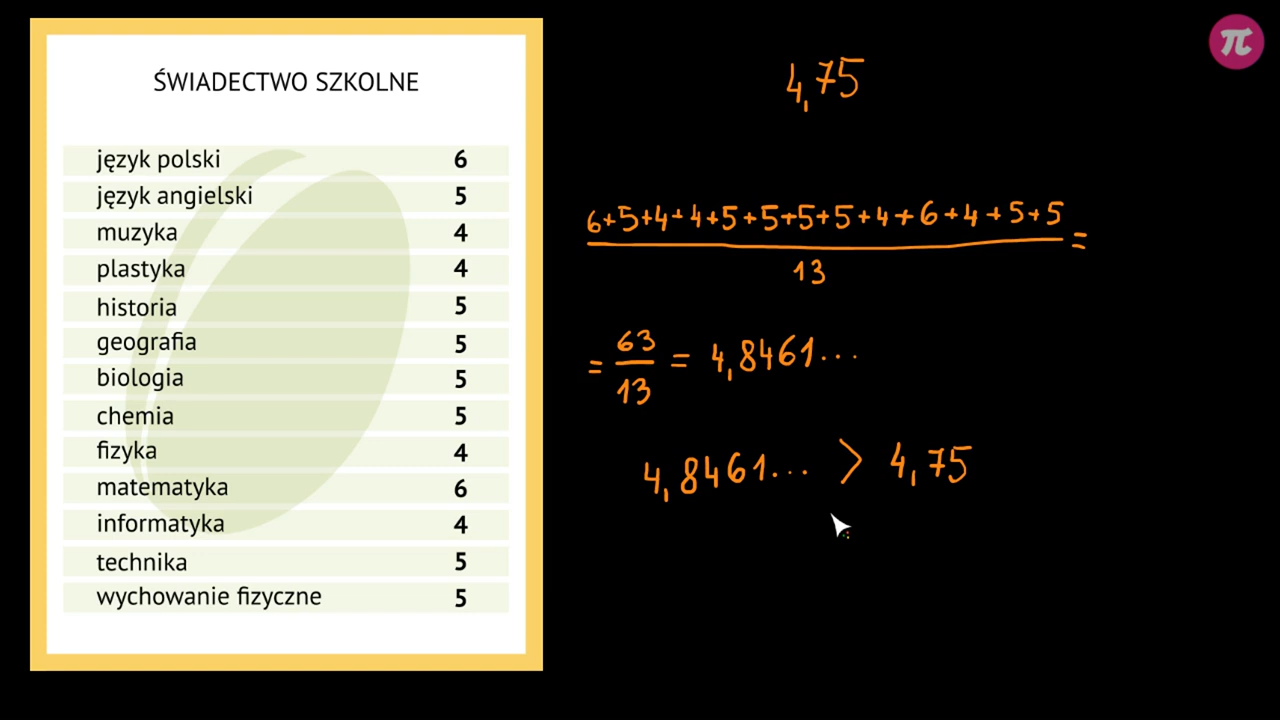 ŚWIADECTWO SZKOLNE
język polski 6
język angielski 5
muzyka 4
plastyka 4
historia 5
geografia 5
biologia 5
chemia 5
fizyka 4
matematyka 6
informatyka 4
technika 5
wychowanie fizyczne 5
π
4,75
6+5+4+4+5+5+5+5+4+6+4+5+5 =
13
= 63/13 = 4,8461...
4,8461... > 4,75